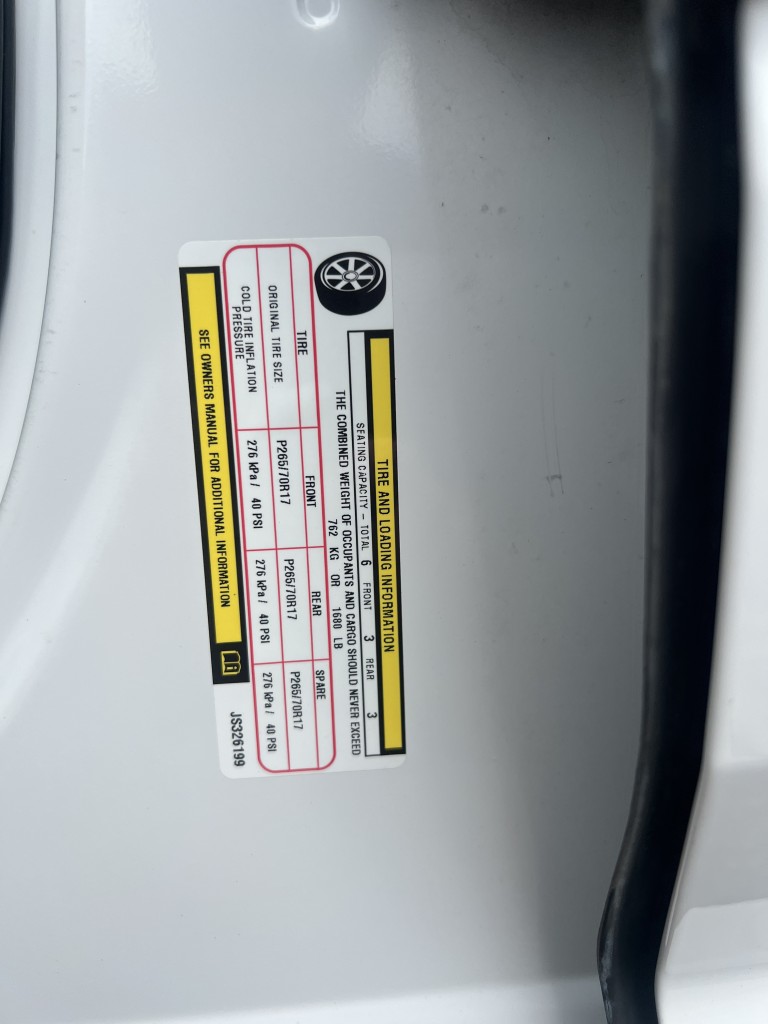 TIRE AND LOADING INFORMATION
SEATING CAPACITY - TOTAL 6 FRONT 3 REAR 3
THE COMBINED WEIGHT OF OCCUPANTS AND CARGO SHOULD NEVER EXCEED
762 KG OR 1680 LB
TIRE FRONT REAR SPARE
ORIGINAL TIRE SIZE P265/70R17 P265/70R17 P265/70R17
COLD TIRE INFLATION
PRESSURE 276 kPa / 40 PSI 276 kPa / 40 PSI 276 kPa / 40 PSI
SEE OWNERS MANUAL FOR ADDITIONAL INFORMATION
JS326199